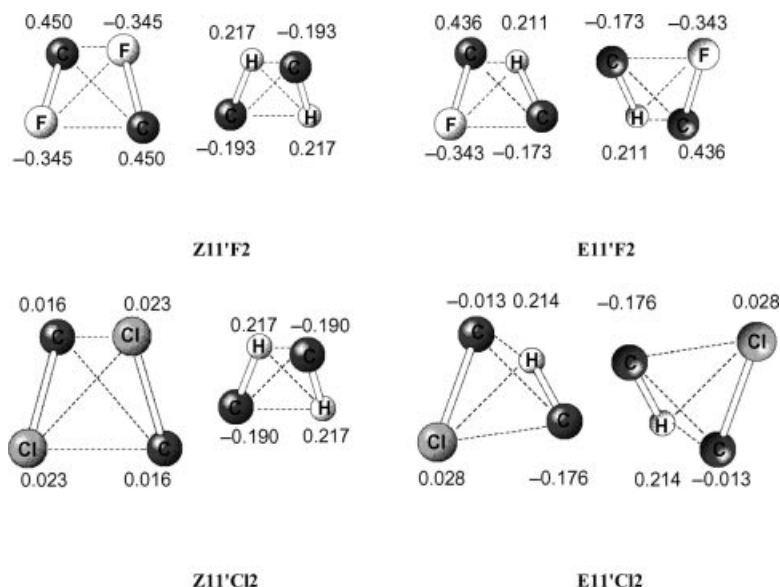 0.450 –0.345 0.436 0.211 –0.173 –0.343
0.217 –0.193
C F H C C H C F
F C C H F C H C
–0.345 0.450 –0.193 0.217 –0.343 –0.173 0.211 0.436
Z11'F2 E11'F2
0.016 0.023 0.217 –0.190 –0.013 0.214 –0.176 0.028
C Cl H C C H C Cl
Cl C C H Cl C H C
0.023 0.016 –0.190 0.217 0.028 –0.176 0.214 –0.013
Z11'Cl2 E11'Cl2